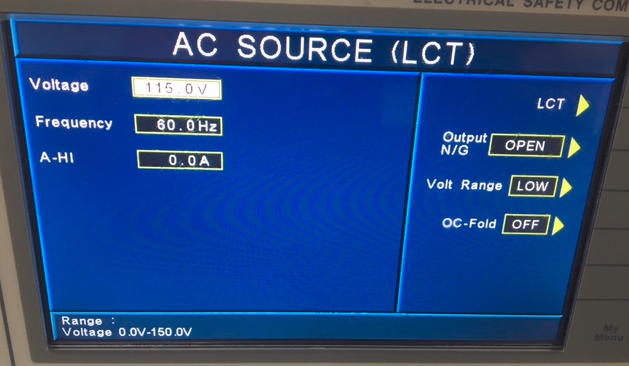 ELECTRICAL SAFETY COM
AC SOURCE (LCT)
Voltage 115.0V
Frequency 60.0Hz
A-HI 0.0A
LCT
Output
N/G OPEN
Volt Range LOW
OC-Fold OFF
Range :
Voltage 0.0V-150.0V
My
Menu